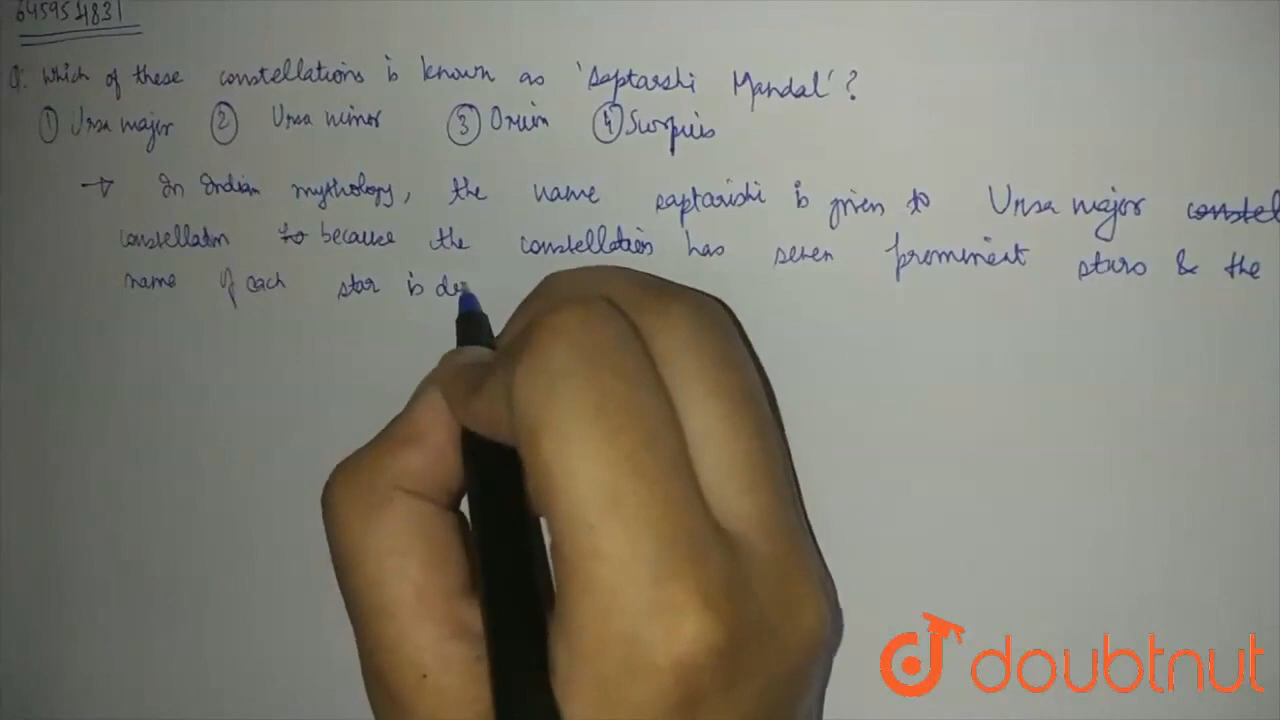 645951831
Q. Which of these constellations is known as 'Saptarshi Mandal'?
① Ursa major ② Ursa minor ③ Orion ④ Scorpius
→ In Indian mythology, the name saptarishi is given to Ursa major constel
constellation to because the constellation has seven prominent stars & the
name of each star is de
doubtnut